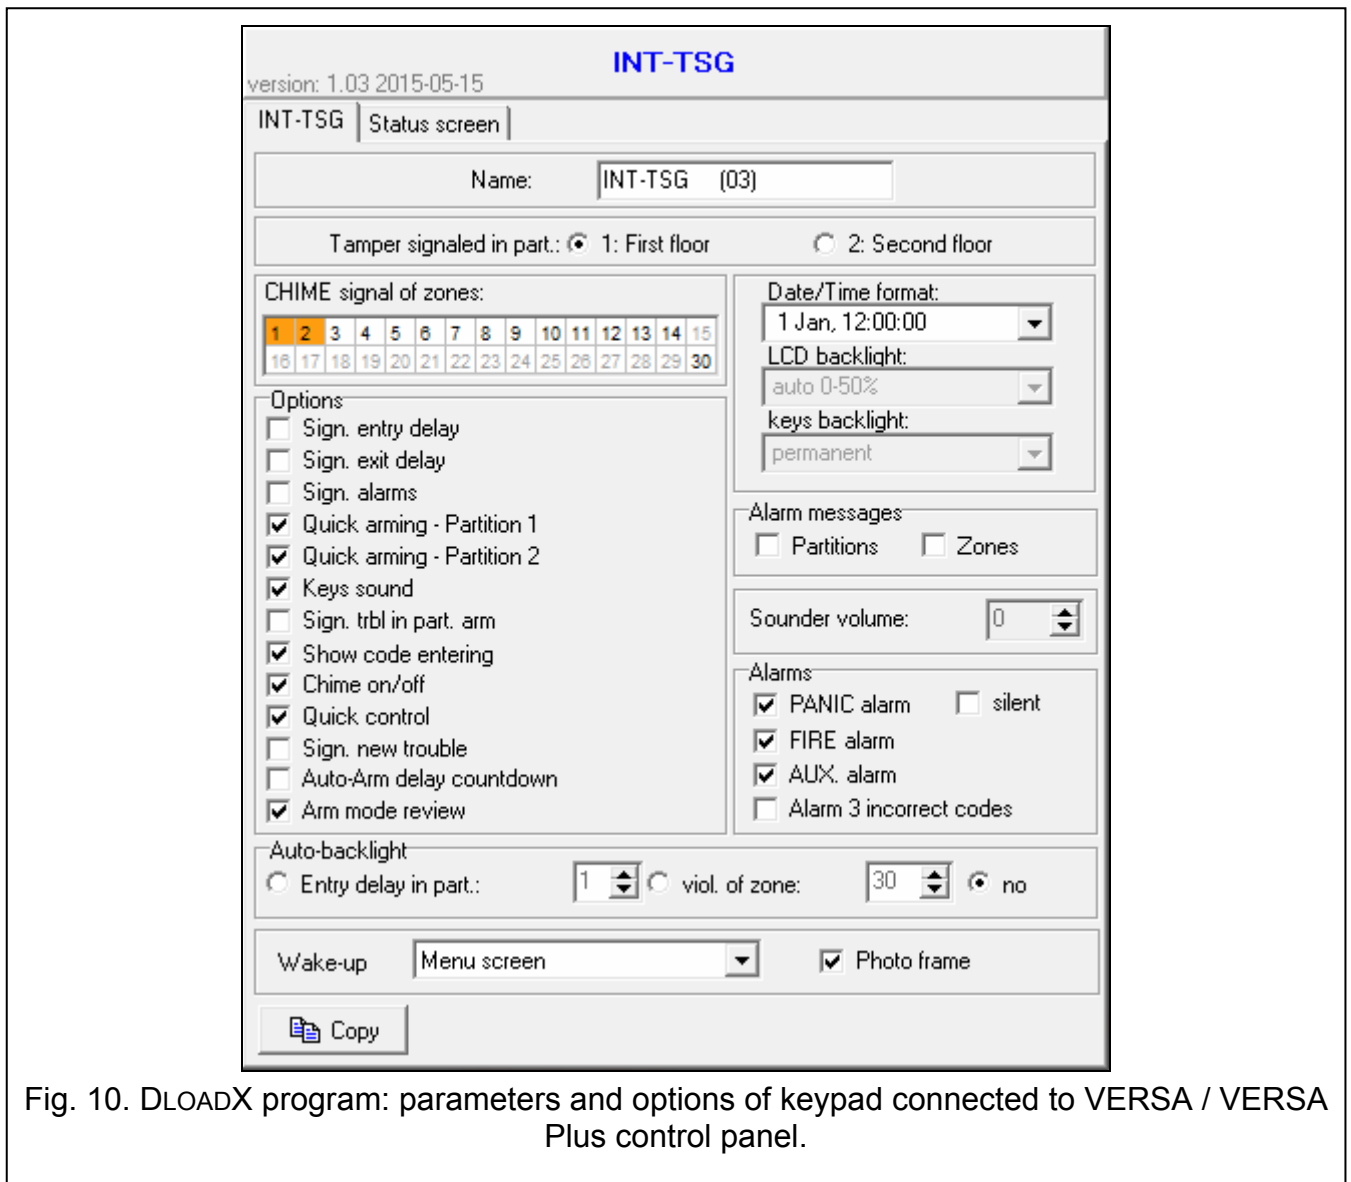 INT-TSG
version: 1.03 2015-05-15
INT-TSG Status screen
Name: INT-TSG (03)
Tamper signaled in part.: 1: First floor 2: Second floor
CHIME signal of zones:
1 2 3 4 5 6 7 8 9 10 11 12 13 14 15
16 17 18 19 20 21 22 23 24 25 26 27 28 29 30
Date/Time format:
1 Jan, 12:00:00
LCD backlight:
auto 0-50%
keys backlight:
permanent
Options
Sign. entry delay
Sign. exit delay
Sign. alarms
Quick arming - Partition 1
Quick arming - Partition 2
Keys sound
Sign. trbl in part. arm
Show code entering
Chime on/off
Quick control
Sign. new trouble
Auto-Arm delay countdown
Arm mode review
Alarm messages
Partitions Zones
Sounder volume: 0
Alarms
PANIC alarm silent
FIRE alarm
AUX. alarm
Alarm 3 incorrect codes
Auto-backlight
Entry delay in part.: 1 viol. of zone: 30 no
Wake-up Menu screen Photo frame
Copy
Fig. 10. DLOADX program: parameters and options of keypad connected to VERSA / VERSA
Plus control panel.